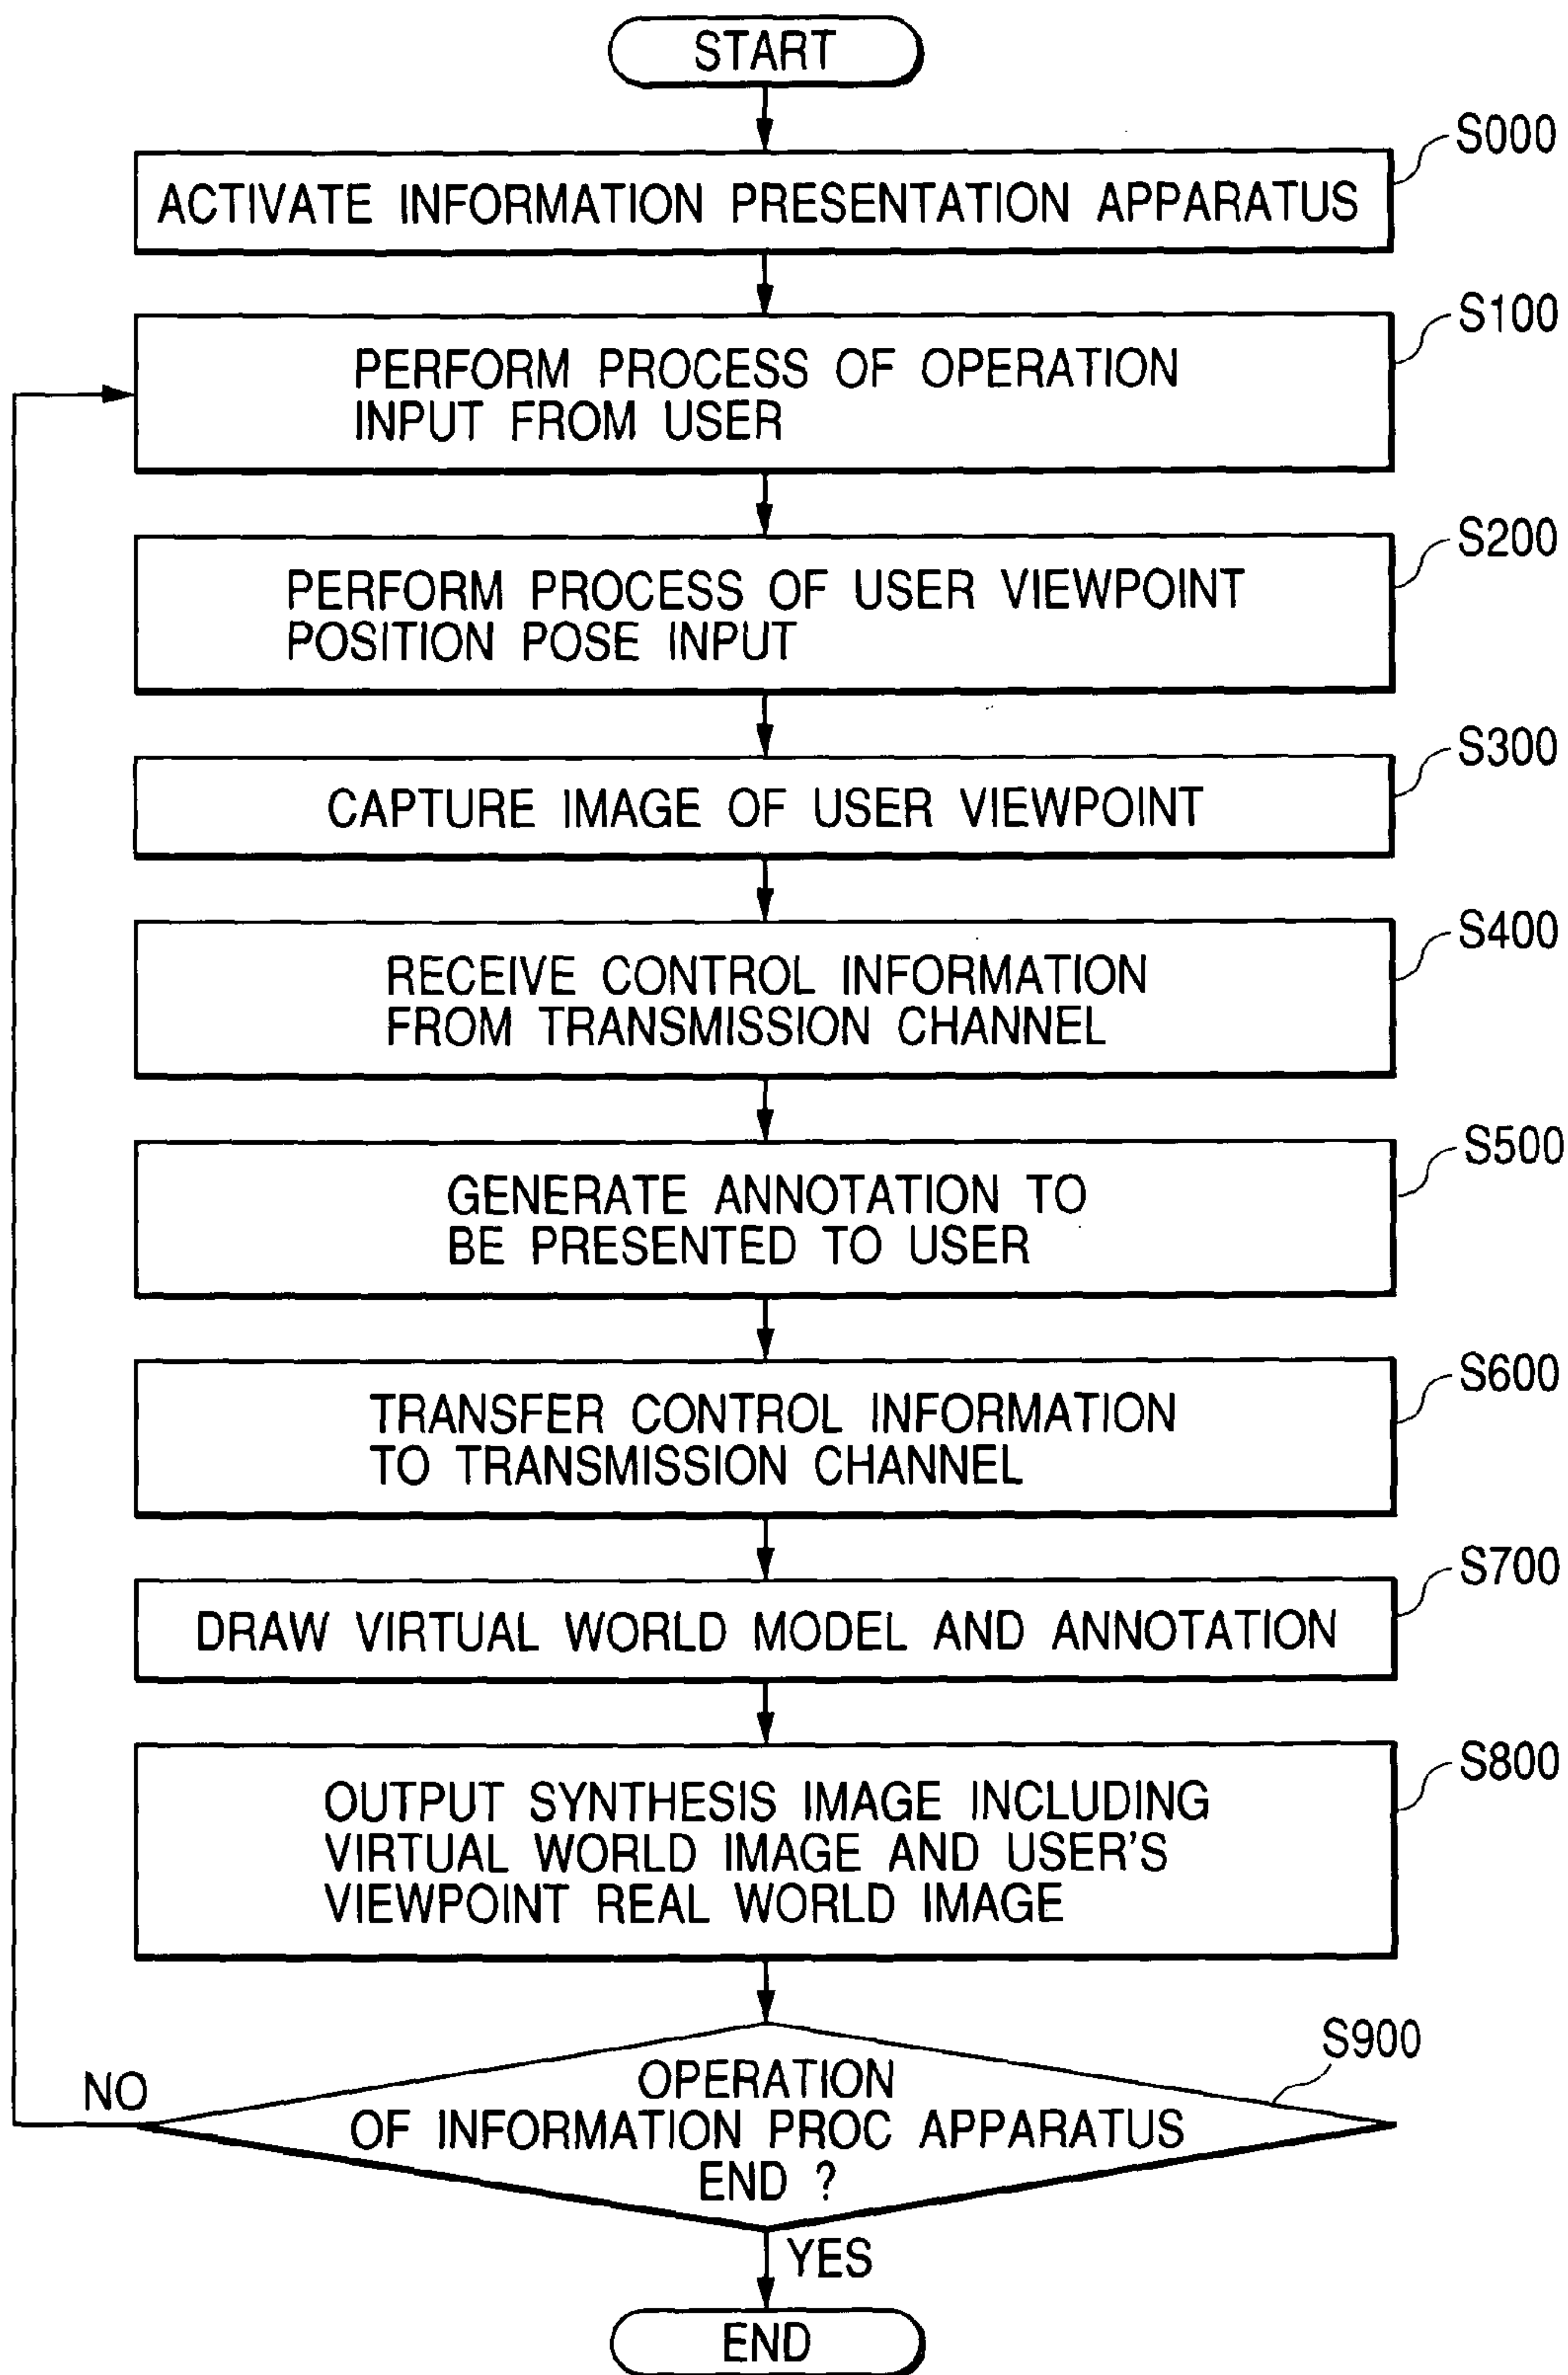 START
S000
ACTIVATE INFORMATION PRESENTATION APPARATUS
S100
PERFORM PROCESS OF OPERATION
INPUT FROM USER
S200
PERFORM PROCESS OF USER VIEWPOINT
POSITION POSE INPUT
S300
CAPTURE IMAGE OF USER VIEWPOINT
S400
RECEIVE CONTROL INFORMATION
FROM TRANSMISSION CHANNEL
S500
GENERATE ANNOTATION TO
BE PRESENTED TO USER
S600
TRANSFER CONTROL INFORMATION
TO TRANSMISSION CHANNEL
S700
DRAW VIRTUAL WORLD MODEL AND ANNOTATION
S800
OUTPUT SYNTHESIS IMAGE INCLUDING
VIRTUAL WORLD IMAGE AND USER'S
VIEWPOINT REAL WORLD IMAGE
S900
NO
OPERATION
OF INFORMATION PROC APPARATUS
END ?
YES
END